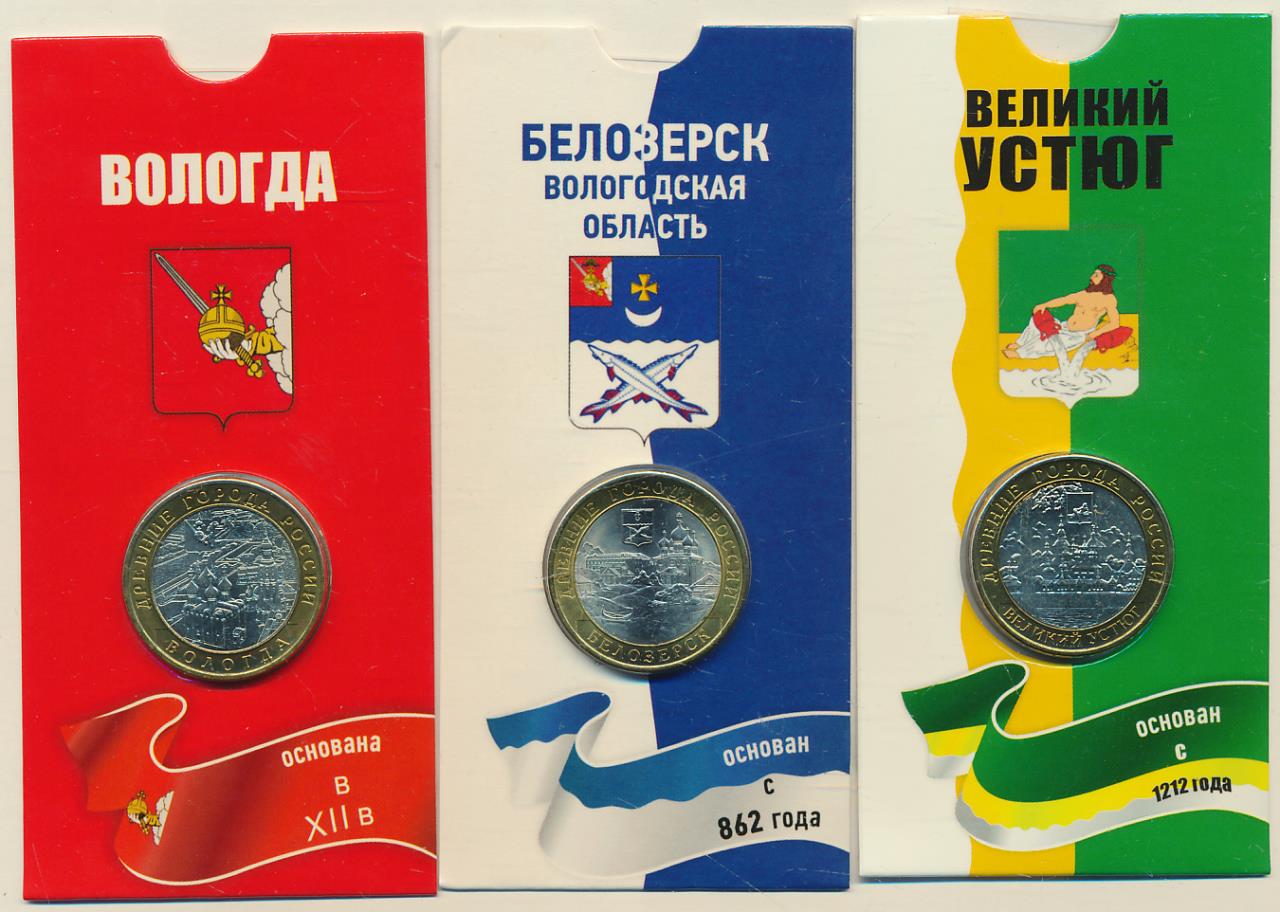 ВОЛОГДА
ДРЕВНИЕ ГОРОДА РОССИИ
ВОЛОГДА
основана
в
XII в
БЕЛОЗЕРСК
ВОЛОГОДСКАЯ
ОБЛАСТЬ
ДРЕВНИЕ ГОРОДА РОССИИ
БЕЛОЗЕРСК
основан
с
862 года
ВЕЛИКИЙ
УСТЮГ
ДРЕВНИЕ ГОРОДА РОССИИ
ВЕЛИКИЙ УСТЮГ
основан
с
1212 года